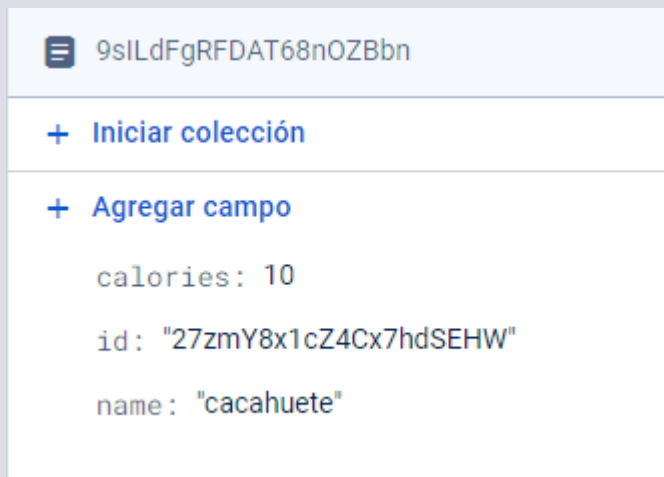 9sILdFgRFDAT68nOZBbn
+ Iniciar colección
+ Agregar campo
calories: 10
id: "27zmY8x1cZ4Cx7hdSEHW"
name: "cacahuete"